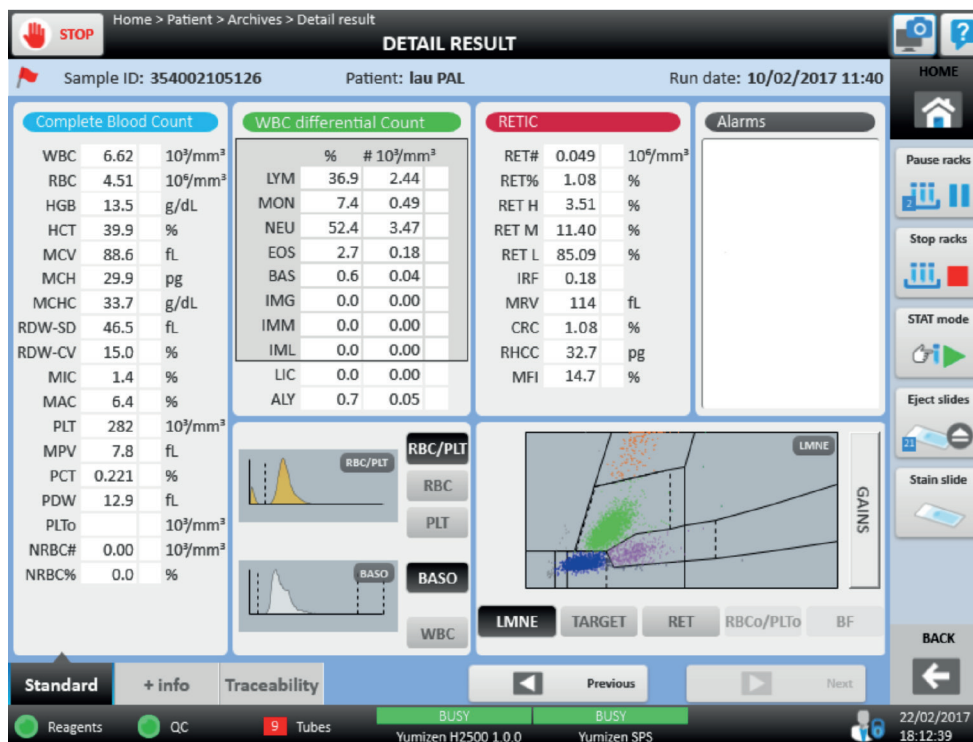 STOP
Home > Patient > Archives > Detail result
DETAIL RESULT
?
Sample ID: 354002105126 Patient: lau PAL Run date: 10/02/2017 11:40
Complete Blood Count
WBC 6.62 10³/mm³
RBC 4.51 10⁶/mm³
HGB 13.5 g/dL
HCT 39.9 %
MCV 88.6 fL
MCH 29.9 pg
MCHC 33.7 g/dL
RDW-SD 46.5 fL
RDW-CV 15.0 %
MIC 1.4 %
MAC 6.4 %
PLT 282 10³/mm³
MPV 7.8 fL
PCT 0.221 %
PDW 12.9 fL
PLTo 10³/mm³
NRBC# 0.00 10³/mm³
NRBC% 0.0 %
WBC differential Count
% # 10³/mm³
LYM 36.9 2.44
MON 7.4 0.49
NEU 52.4 3.47
EOS 2.7 0.18
BAS 0.6 0.04
IMG 0.0 0.00
IMM 0.0 0.00
IML 0.0 0.00
LIC 0.0 0.00
ALY 0.7 0.05
RETIC
RET# 0.049 10⁶/mm³
RET% 1.08 %
RET H 3.51 %
RET M 11.40 %
RET L 85.09 %
IRF 0.18
MRV 114 fL
CRC 1.08 %
RHCC 32.7 pg
MFI 14.7 %
Alarms
RBC/PLT
RBC/PLT
RBC
PLT
BASO
BASO
WBC
LMNE
GAINS
LMNE TARGET RET RBCo/PLTo BF
HOME
Pause racks
2
Stop racks
STAT mode
Eject slides
21
Stain slide
BACK
Standard + info Traceability
Previous Next
Reagents QC 9 Tubes
BUSY BUSY
Yumizen H2500 1.0.0 Yumizen SPS
22/02/2017
18:12:39